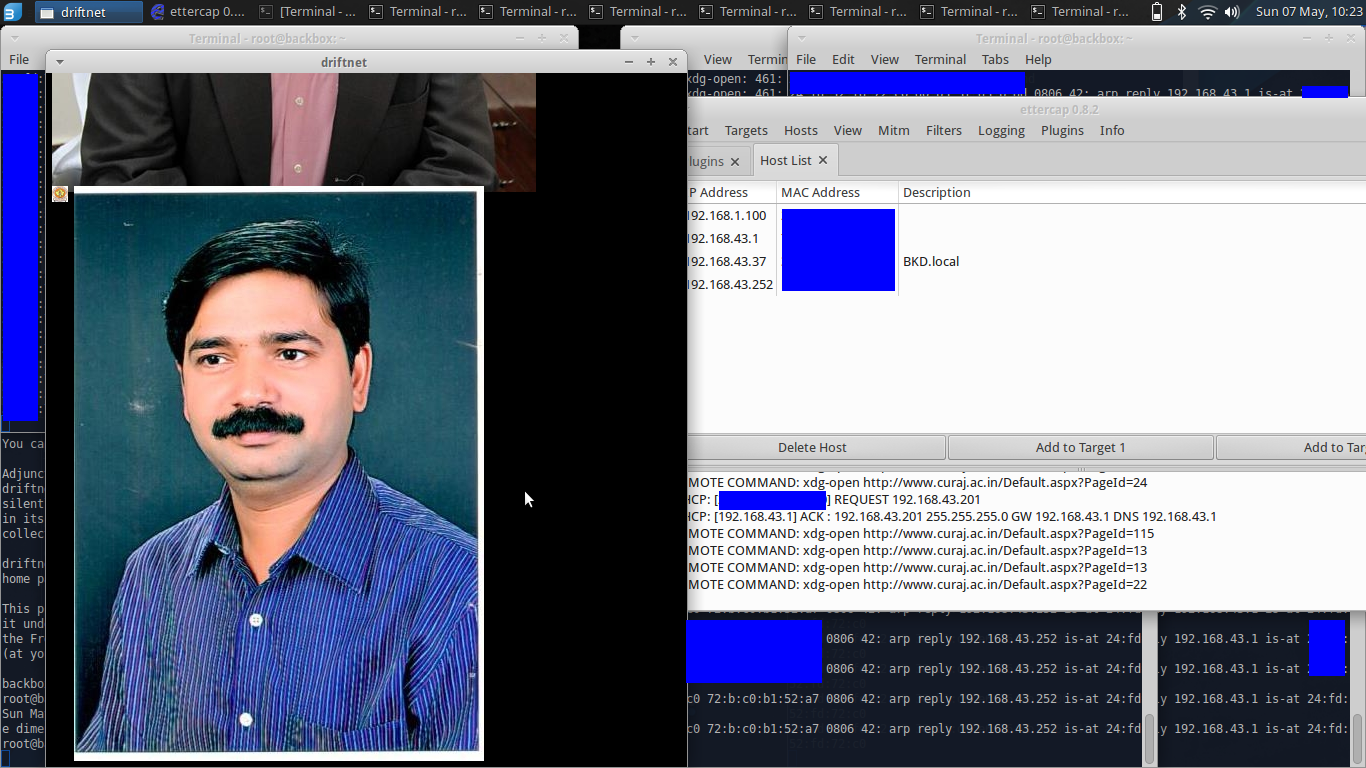 driftnet
ettercap 0....
[Terminal - ...
Terminal - r...
Terminal - r...
Terminal - r...
Terminal - r...
Terminal - r...
Terminal - r...
Terminal - r...
Sun 07 May, 10:23
Terminal - root@backbox: ~
Terminal - root@backbox: ~
File
View
Termin
File Edit View Terminal Tabs Help
driftnet
xdg-open: 461:
xdg-open: 461:
0806 42: arp reply 192.168.43.1 is-at
ettercap 0.8.2
tart Targets Hosts View Mitm Filters Logging Plugins Info
lugins
Host List
P Address MAC Address Description
192.168.1.100
192.168.43.1
192.168.43.37 BKD.local
192.168.43.252
Delete Host Add to Target 1 Add to Tar
MOTE COMMAND: xdg-open http://www.curaj.ac.in/Default.aspx?PageId=24
HCP: [ ] REQUEST 192.168.43.201
HCP: [192.168.43.1] ACK : 192.168.43.201 255.255.255.0 GW 192.168.43.1 DNS 192.168.43.1
MOTE COMMAND: xdg-open http://www.curaj.ac.in/Default.aspx?PageId=115
MOTE COMMAND: xdg-open http://www.curaj.ac.in/Default.aspx?PageId=13
MOTE COMMAND: xdg-open http://www.curaj.ac.in/Default.aspx?PageId=13
MOTE COMMAND: xdg-open http://www.curaj.ac.in/Default.aspx?PageId=22
You ca
Adjunc
driftn
silent
in its
collec
driftn
home p
This p
it und
the Fr
(at yo
backbo
root@b
Sun Ma
e dime
root@b
0806 42: arp reply 192.168.43.252 is-at 24:fd
y 192.168.43.1 is-at
0806 42: arp reply 192.168.43.252 is-at 24:fd
y 192.168.43.1 is-at
c0 72:b:c0:b1:52:a7 0806 42: arp reply 192.168.43.252 is-at 24:fd
y 192.168.43.1 is-at 24:fd:
c0 72:b:c0:b1:52:a7 0806 42: arp reply 192.168.43.252 is-at 24:fd
y 192.168.43.1 is-at 24:fd: